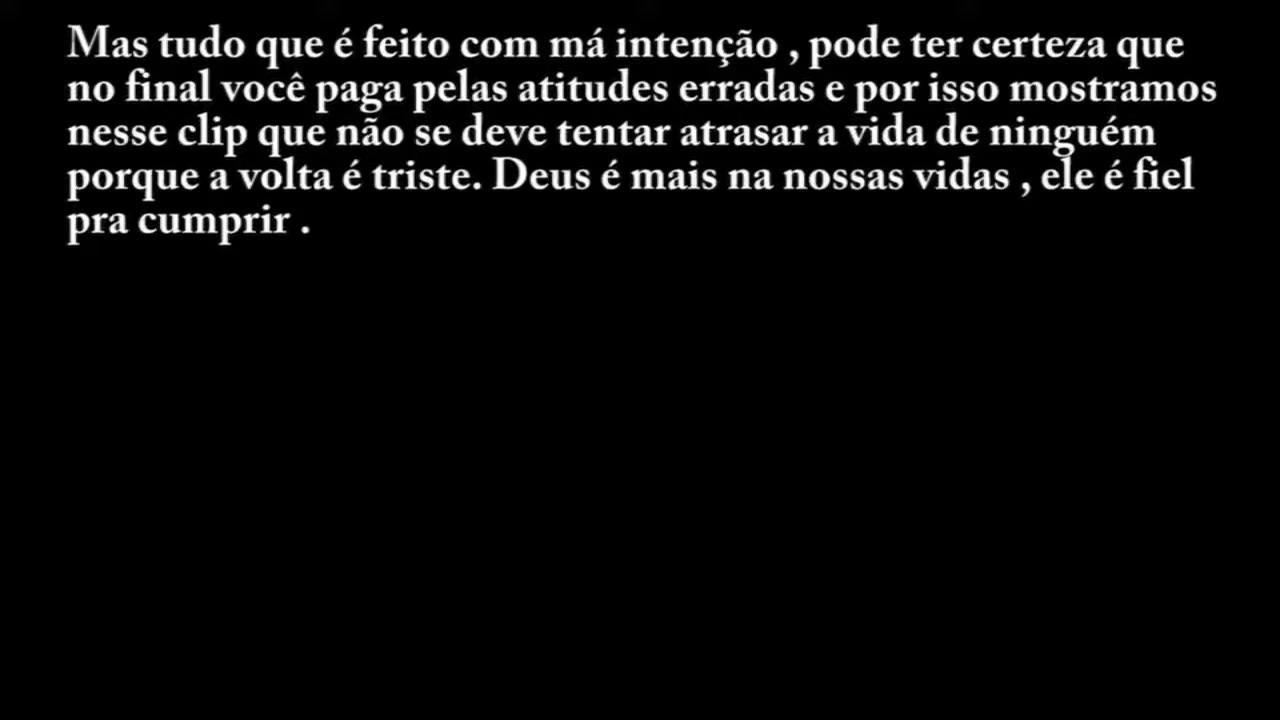 Mas tudo que é feito com má intenção , pode ter certeza que
no final você paga pelas atitudes erradas e por isso mostramos
nesse clip que não se deve tentar atrasar a vida de ninguém
porque a volta é triste. Deus é mais na nossas vidas , ele é fiel
pra cumprir .